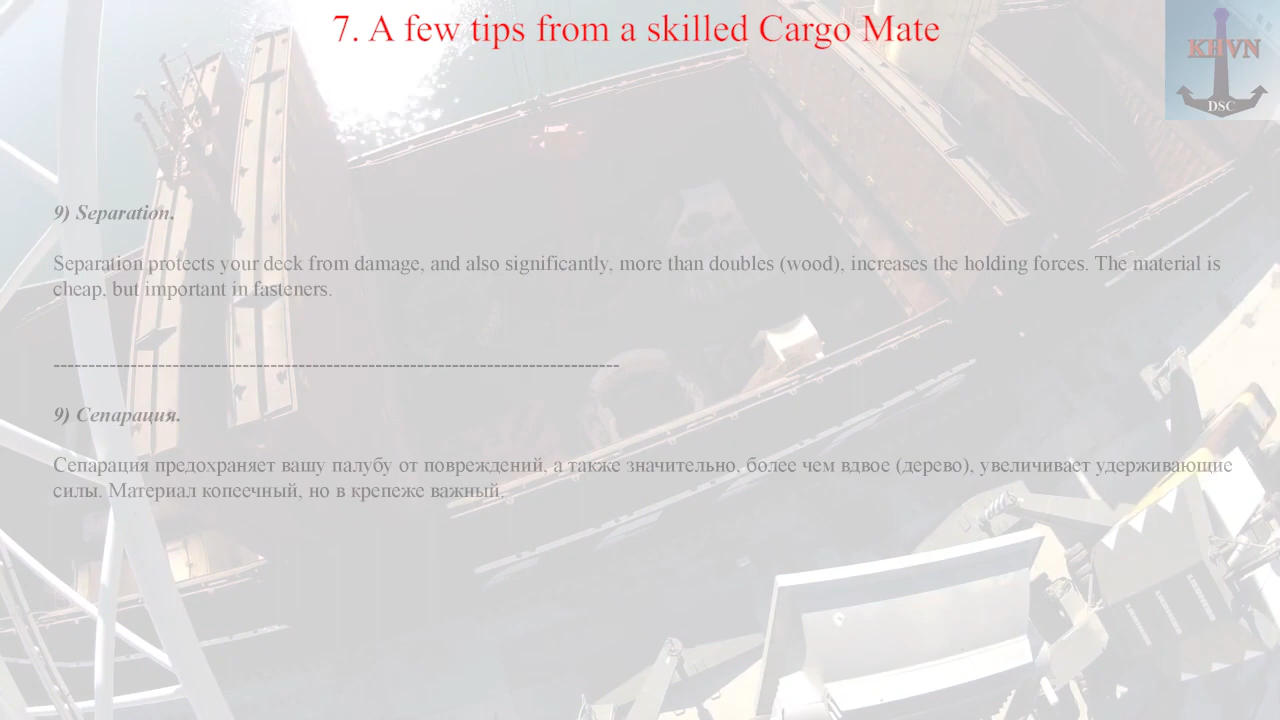 7. A few tips from a skilled Cargo Mate
KHVN
DSC
9) Separation.
Separation protects your deck from damage, and also significantly, more than doubles (wood), increases the holding forces. The material is
cheap, but important in fasteners.
---------------------------------------------------------------------------------
9) Сепарация.
Сепарация предохраняет вашу палубу от повреждений, а также значительно, более чем вдвое (дерево), увеличивает удерживающие
силы. Материал копеечный, но в крепеже важный.